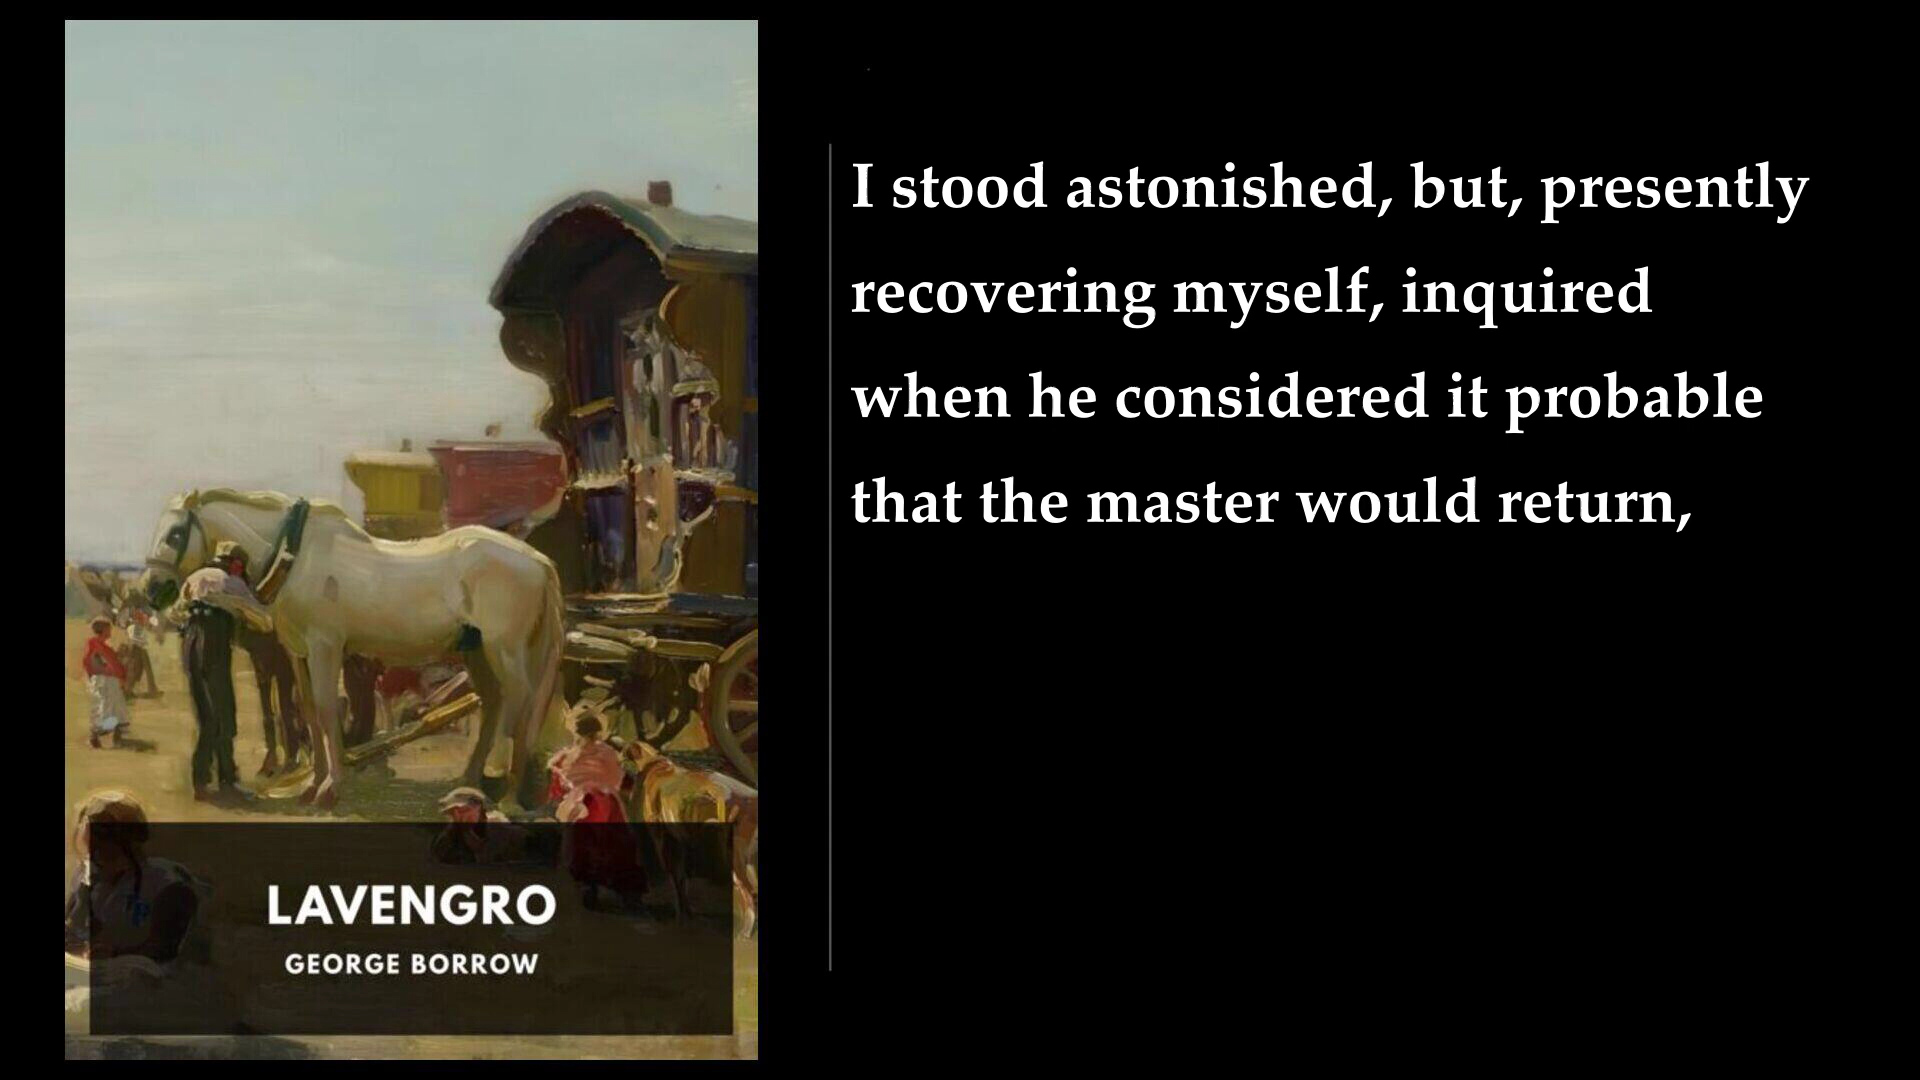 I stood astonished, but, presently
recovering myself, inquired
when he considered it probable
that the master would return,
LAVENGRO
GEORGE BORROW